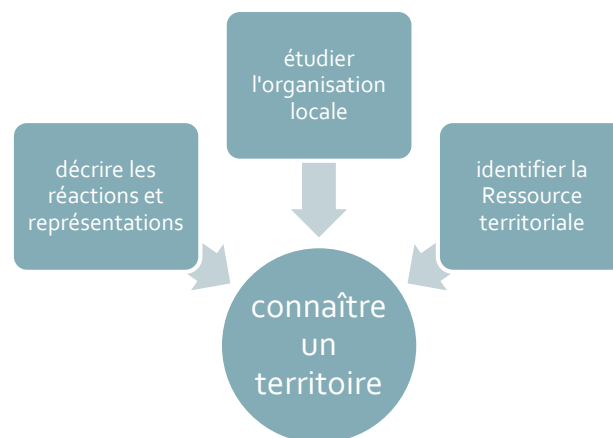 étudier
l'organisation
locale
décrire les
réactions et
représentations
identifier la
Ressource
territoriale
connaître
un
territoire